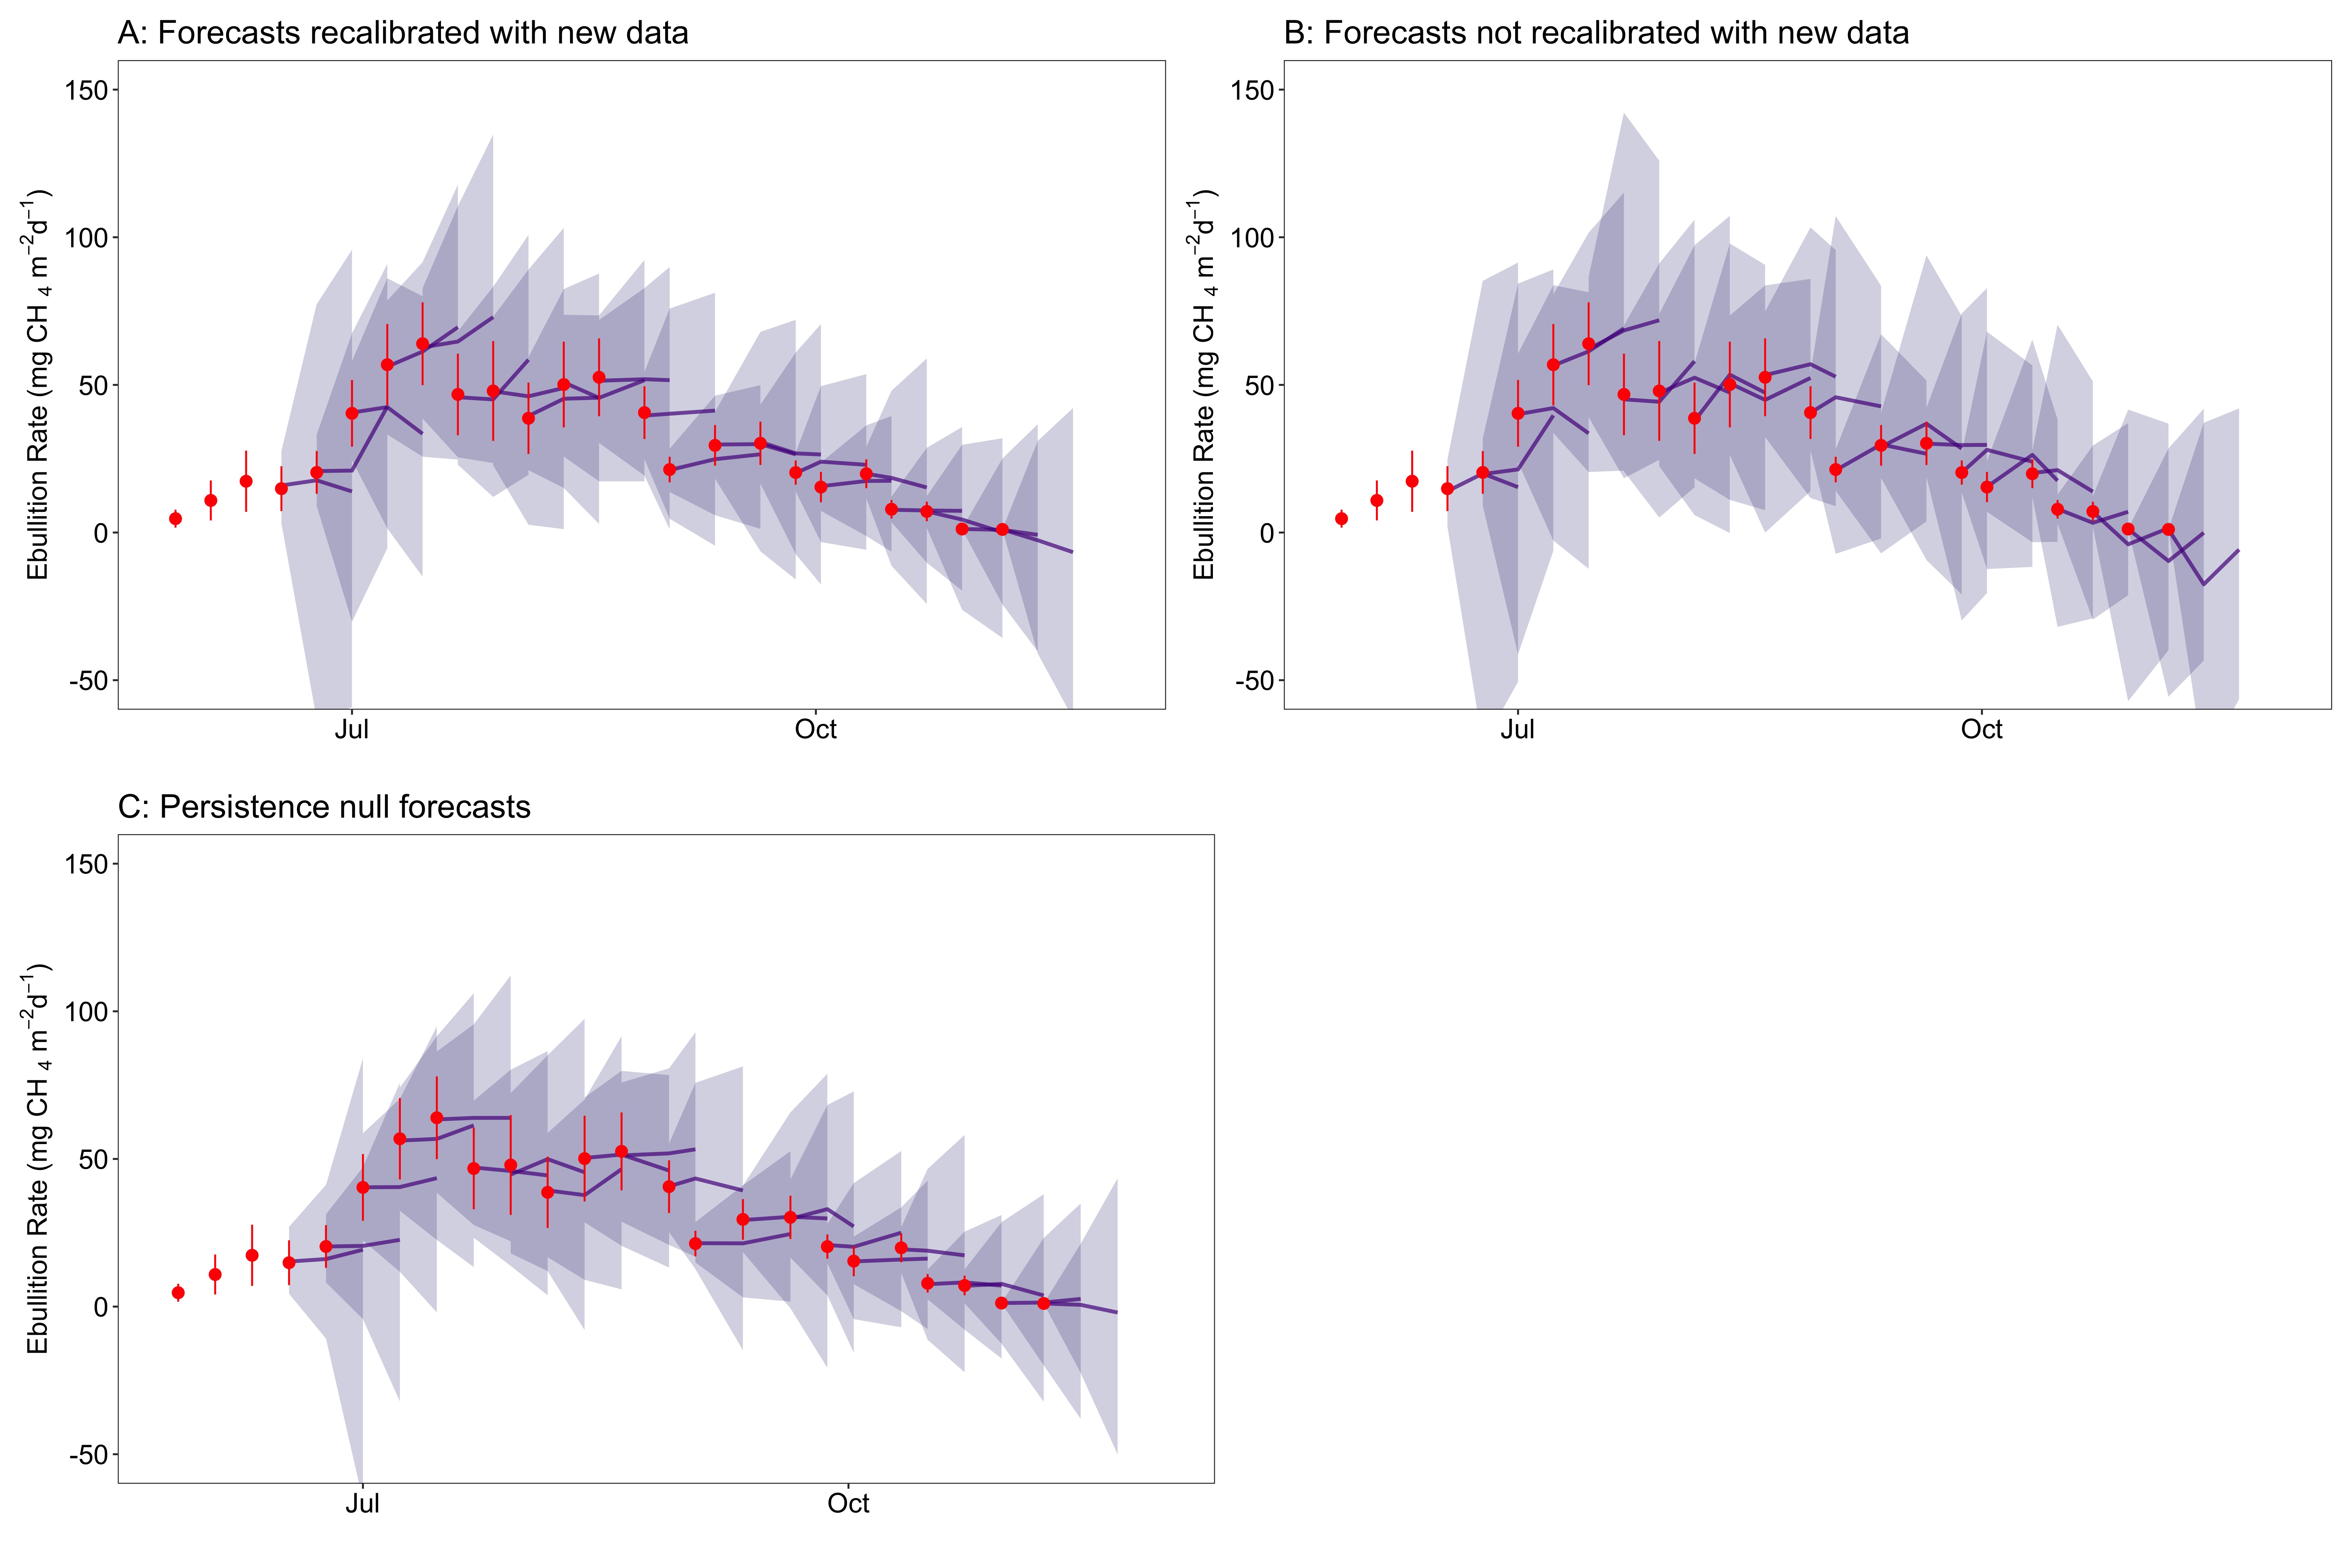 A: Forecasts recalibrated with new data
Ebullition Rate (mg CH 4 m−2d−1)
150
100
50
0
-50
Jul Oct
B: Forecasts not recalibrated with new data
Ebullition Rate (mg CH 4 m−2d−1)
150
100
50
0
-50
Jul Oct
C: Persistence null forecasts
Ebullition Rate (mg CH 4 m−2d−1)
150
100
50
0
-50
Jul Oct